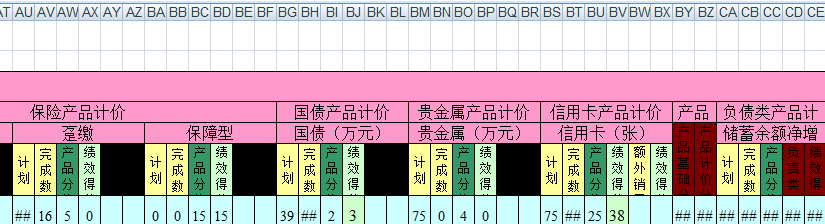 AU AV AW AX AY AZ BA BB BC BD BE BF BG BH BI BJ BK BL BM BN BO BP BQ BR BS BT BU BV BW BX BY BZ CA CB CC CD CE
保险产品计价 国债产品计价 贵金属产品计价 信用卡产品计价 产品 负债类产品计
趸缴 保障型 国债（万元） 贵金属（万元） 信用卡（张） 储蓄余额净增
计划 完成数 产品分 绩效得 计划 完成数 产品分 绩效得 计划 完成数 产品分 绩效得 计划 完成数 产品分 绩效得 计划 完成数 产品分 绩效得 额外销 绩效得 产品基础 产品计价 计划 完成数 产品分 负债类 绩效得
## 16 5 0 0 0 15 15 39 ## 2 3 75 0 4 0 75 ## 25 38 ## ## ## ## ## ## ##